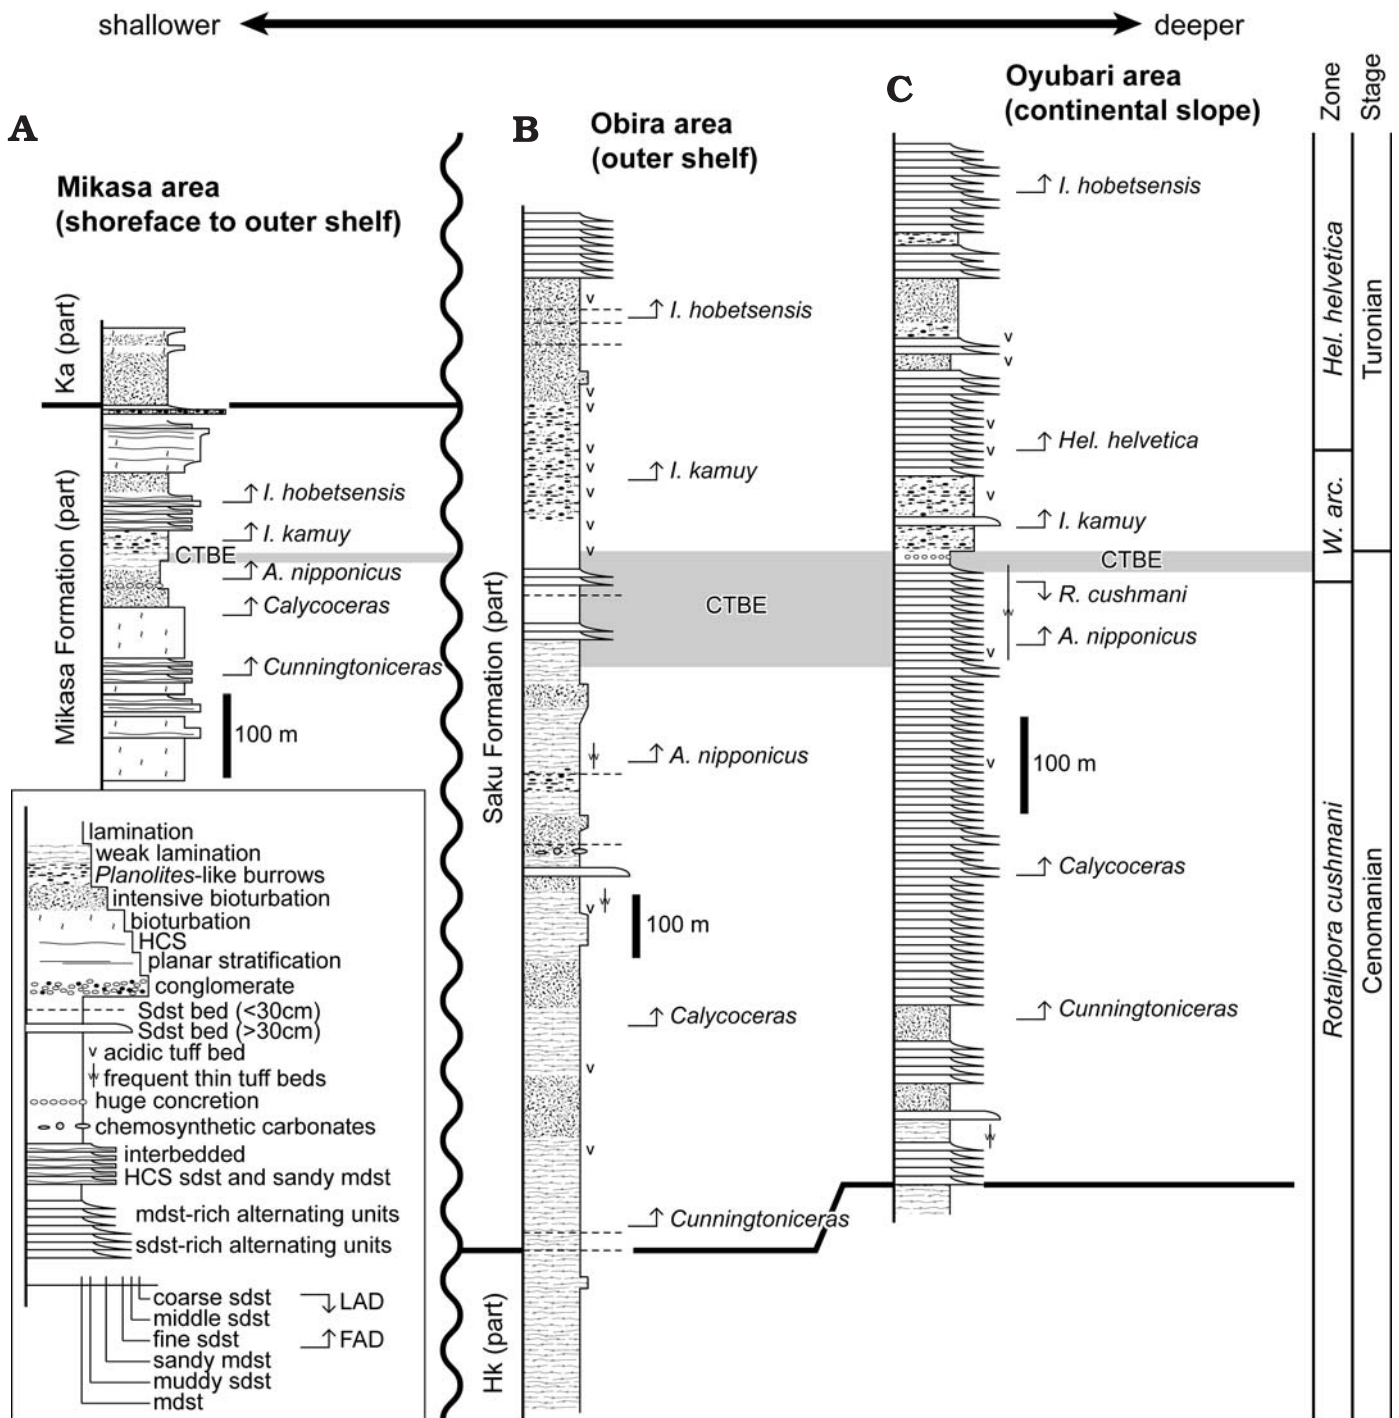 shallower
deeper
A
Mikasa area
(shoreface to outer shelf)
Ka (part)
Mikasa Formation (part)
I. hobetsensis
I. kamuy
CTBE
A. nipponicus
Calycoceras
Cunningtoniceras
100 m
B
Obira area
(outer shelf)
Saku Formation (part)
Hk (part)
v
I. hobetsensis
v
v
v
I. kamuy
v
v
v
v
CTBE
A. nipponicus
v
100 m
Calycoceras
v
v
Cunningtoniceras
C
Oyubari area
(continental slope)
I. hobetsensis
v
v
v
Hel. helvetica
v
v
I. kamuy
CTBE
R. cushmani
A. nipponicus
v
v
100 m
Calycoceras
Cunningtoniceras
Zone
Stage
Hel. helvetica
W. arc.
Rotalipora cushmani
Turonian
Cenomanian
lamination
weak lamination
Planolites-like burrows
intensive bioturbation
bioturbation
HCS
planar stratification
conglomerate
Sdst bed (<30cm)
Sdst bed (>30cm)
v acidic tuff bed
frequent thin tuff beds
huge concretion
chemosynthetic carbonates
interbedded
HCS sdst and sandy mdst
mdst-rich alternating units
sdst-rich alternating units
coarse sdst
middle sdst
fine sdst
sandy mdst
muddy sdst
mdst
LAD
FAD